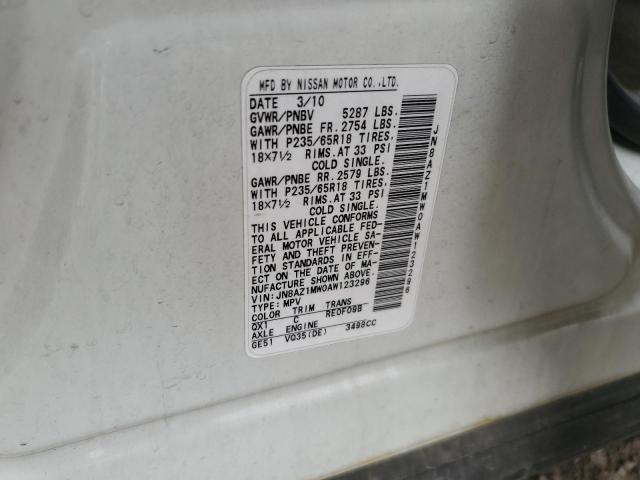 MFD BY NISSAN MOTOR CO.,LTD.
DATE 3/10
GVWR/PNBV 5287 LBS.
GAWR/PNBE FR. 2754 LBS.
WITH P235/65R18 TIRES,
18X7½ RIMS.AT 33 PSI
COLD SINGLE.
GAWR/PNBE RR. 2579 LBS.
WITH P235/65R18 TIRES,
18X7½ RIMS.AT 33 PSI
COLD SINGLE.
THIS VEHICLE CONFORMS
TO ALL APPLICABLE FED-
ERAL MOTOR VEHICLE SA-
FETY AND THEFT PREVEN-
TION STANDARDS IN EFF-
ECT ON THE DATE OF MA-
NUFACTURE SHOWN ABOVE.
VIN:JN8AZ1MW0AW123296
TYPE:MPV
COLOR TRIM TRANS
QX1 C RE0F09B
AXLE ENGINE
GE51 VQ35(DE) 3498CC
JN8AZ1MW0AW123296